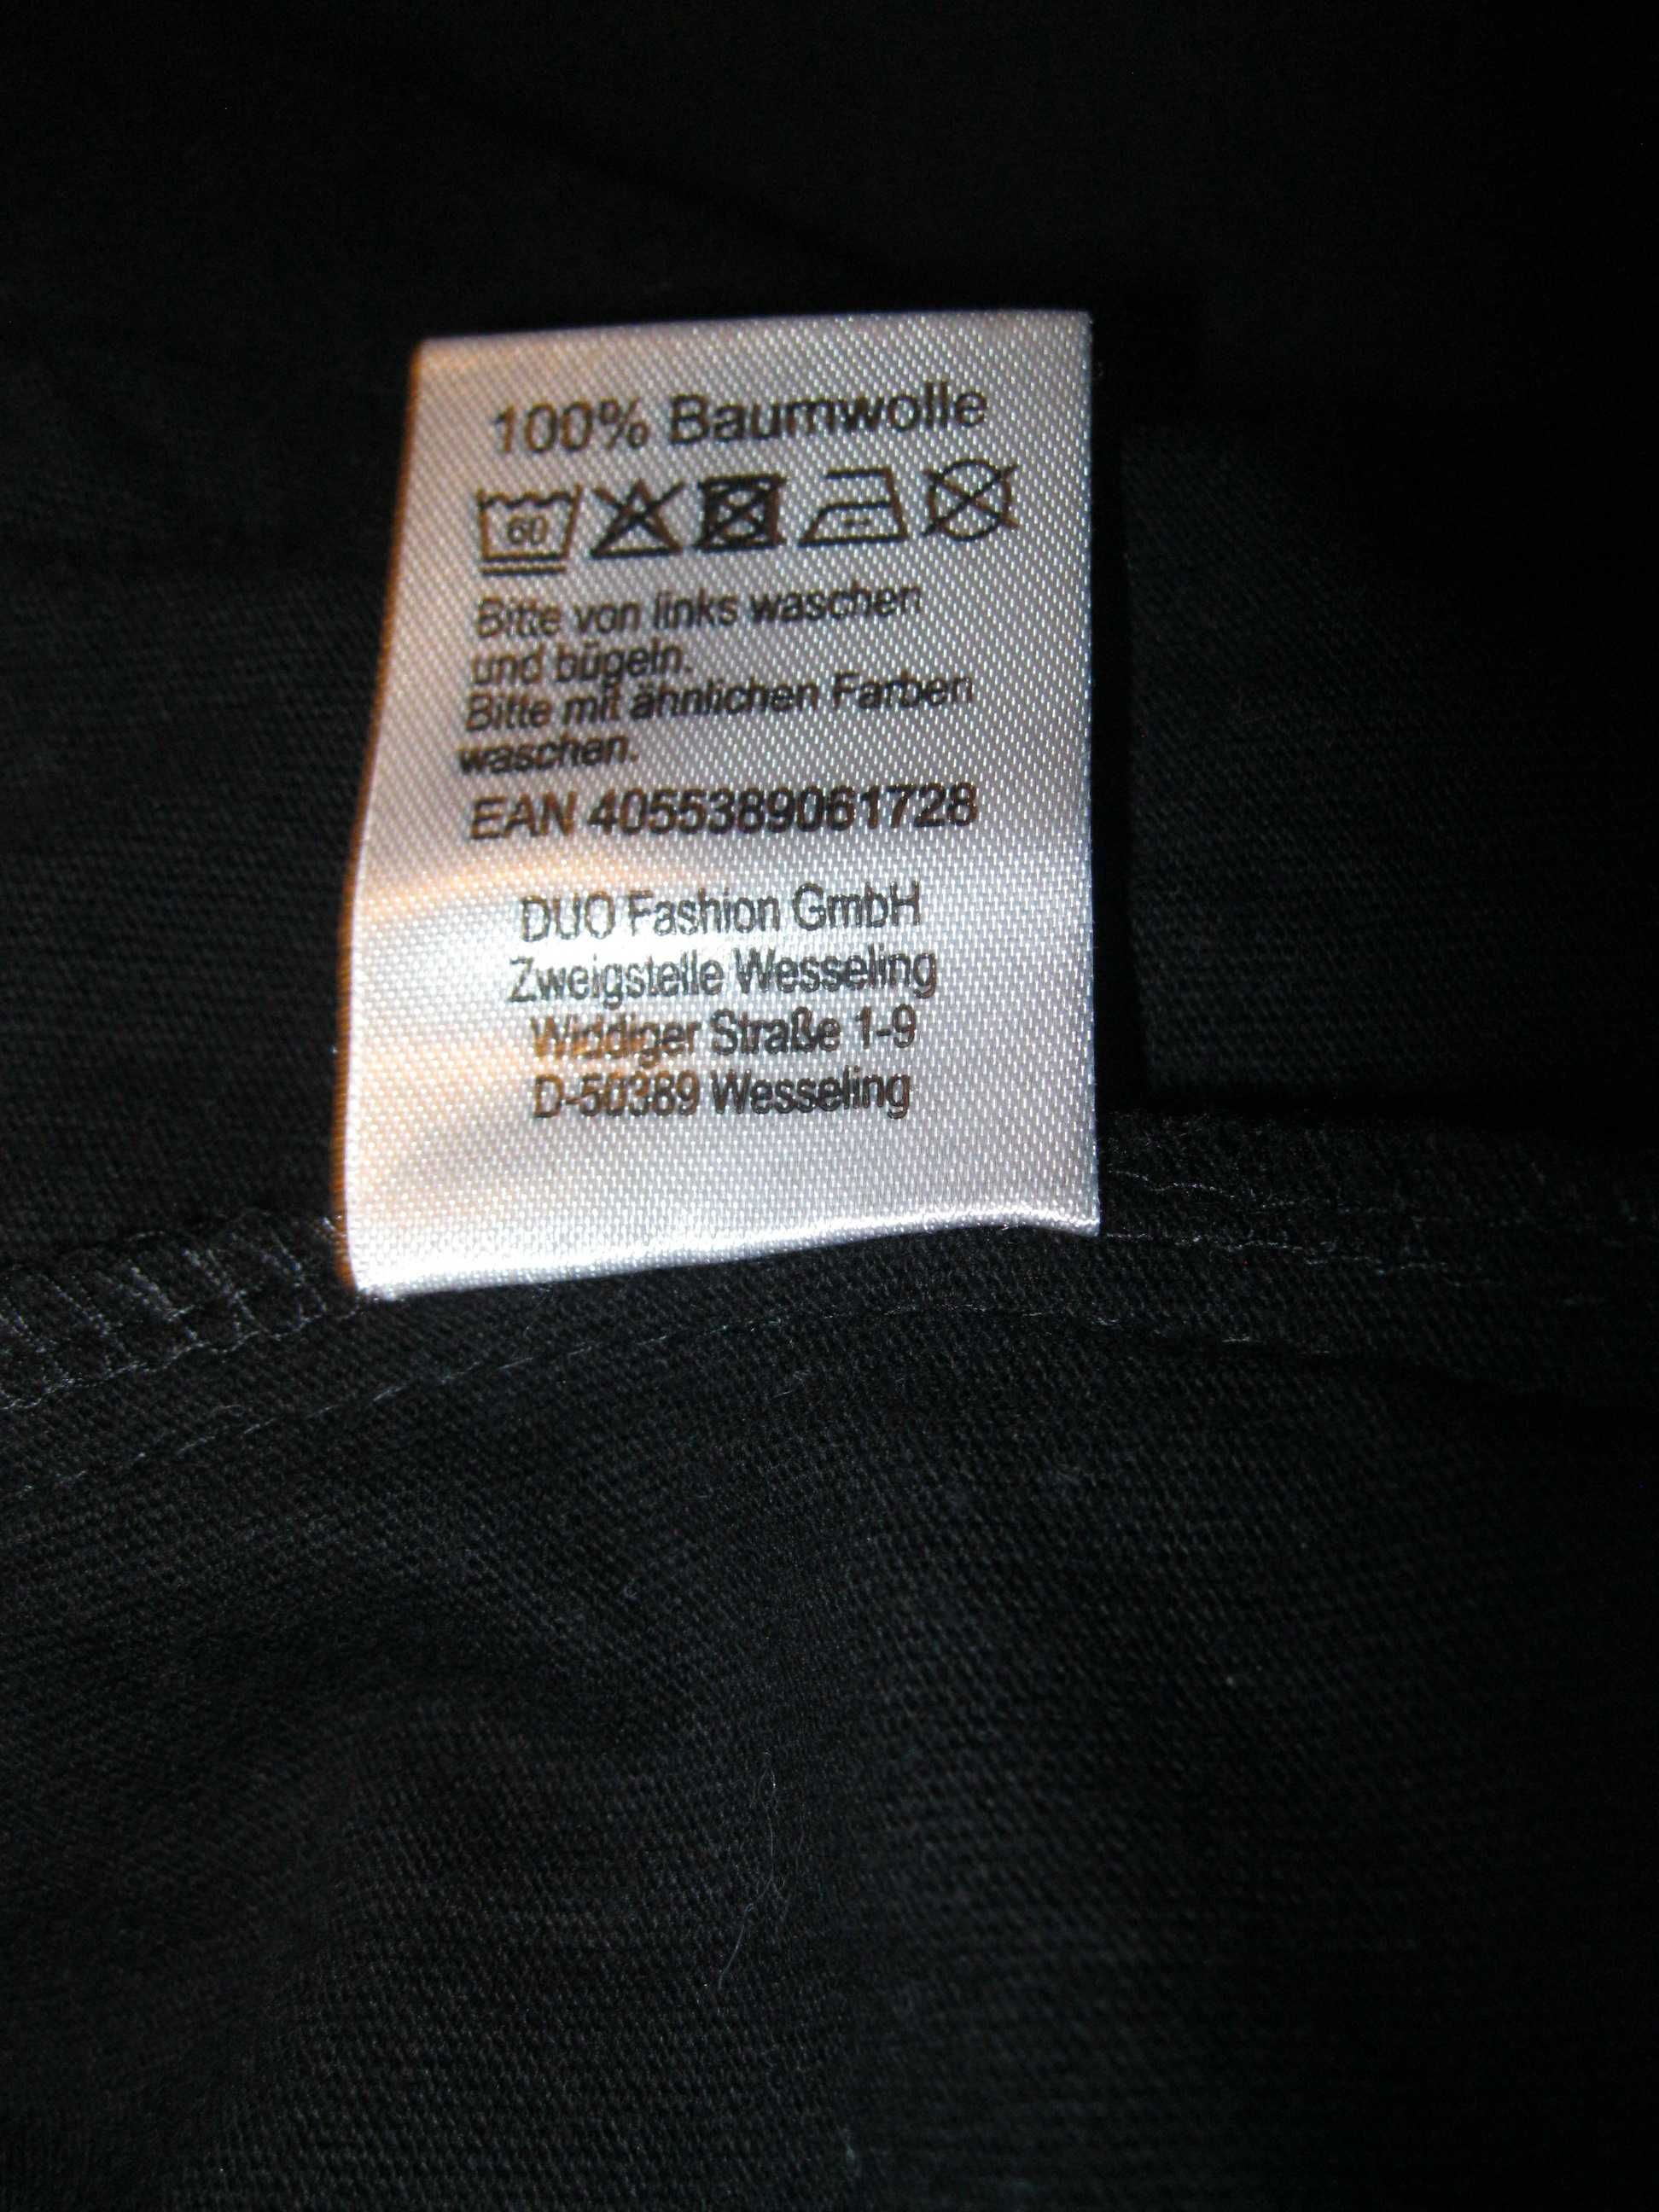 100% Baumwolle
60
Bitte von links waschen
und bügeln.
Bitte mit ähnlichen Farben
waschen.
EAN 4055389061728
DUO Fashion GmbH
Zweigstelle Wesseling
Widdiger Straße 1-9
D-50389 Wesseling